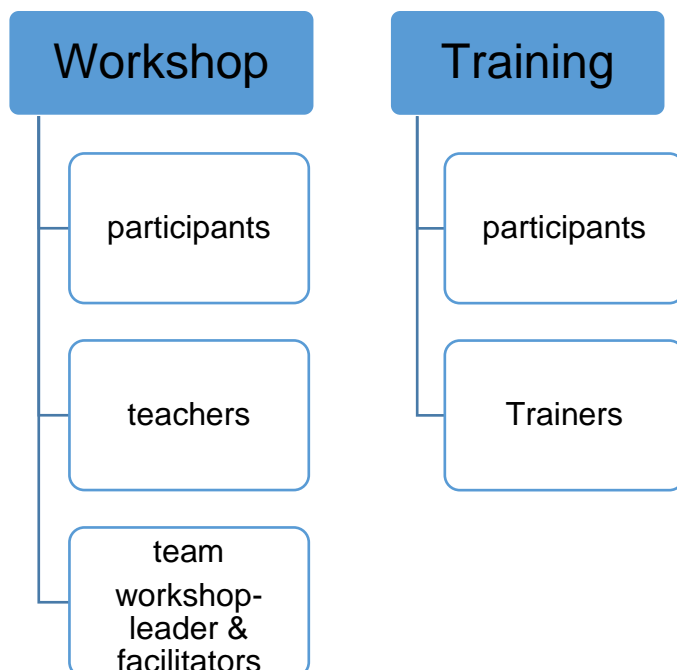 Workshop
participants
teachers
team
workshop-
leader &
facilitators
Training
participants
Trainers